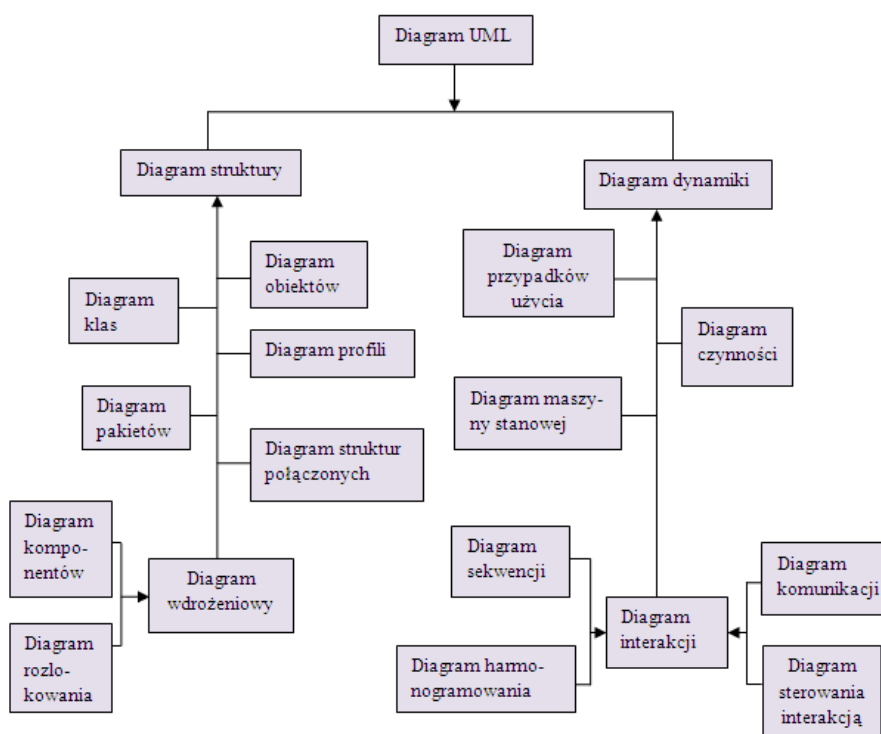 Diagram UML
Diagram struktury
Diagram dynamiki
Diagram
obiektów
Diagram
przypadków
użycia
Diagram
klas
Diagram
czynności
Diagram profili
Diagram
pakietów
Diagram maszy-
ny stanowej
Diagram struktur
połączonych
Diagram
kompo-
nentów
Diagram
wdrożeniowy
Diagram
rozlo-
kowania
Diagram
sekwencji
Diagram
komunikacji
Diagram
interakcji
Diagram harmo-
nogramowania
Diagram
sterowania
interakcją